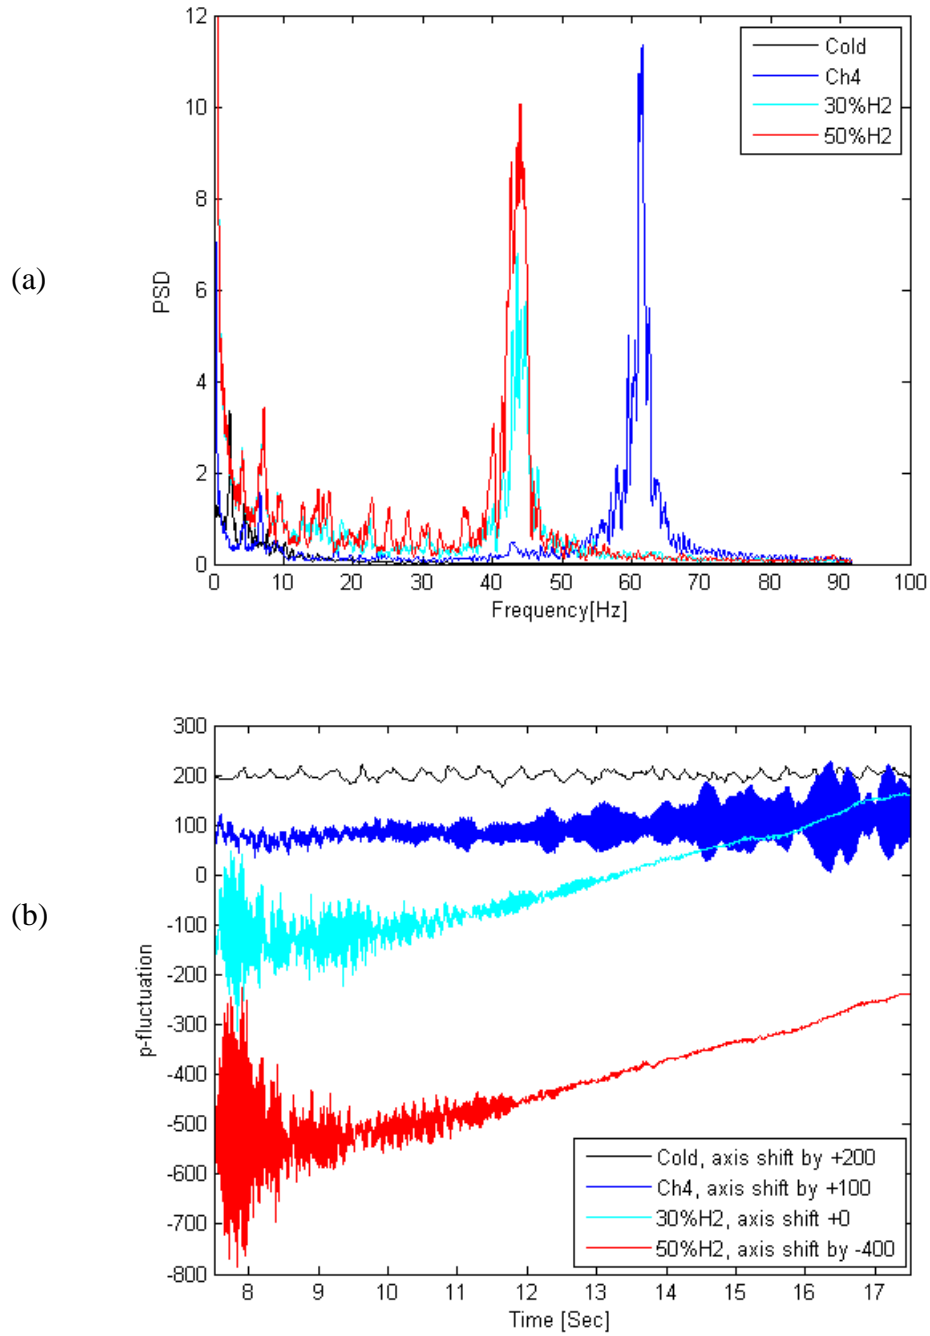 (a)
PSD
12
10
8
6
4
2
0
0 10 20 30 40 50 60 70 80 90 100
Frequency[Hz]
Cold
Ch4
30%H2
50%H2
(b)
p-fluctuation
300
200
100
0
-100
-200
-300
-400
-500
-600
-700
-800
8 9 10 11 12 13 14 15 16 17
Time [Sec]
Cold, axis shift by +200
Ch4, axis shift by +100
30%H2, axis shift +0
50%H2, axis shift by -400